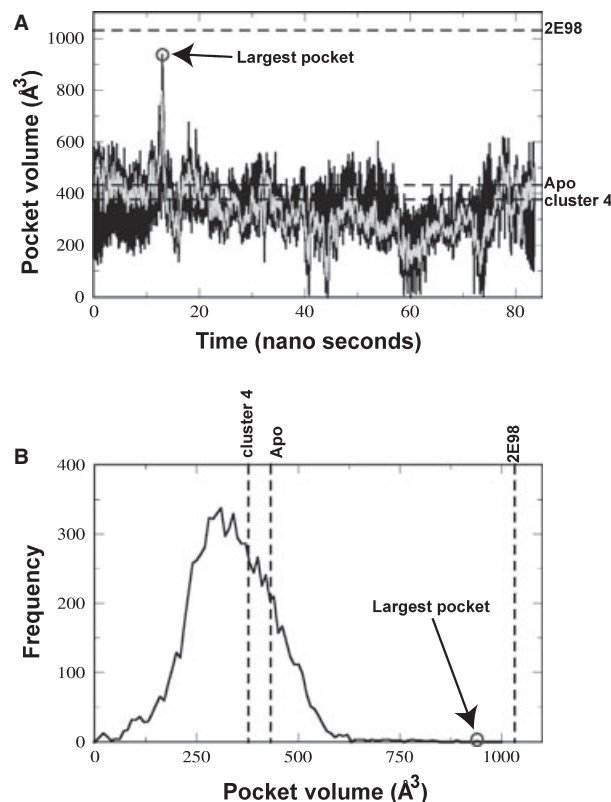 A
2E98
1000
Largest pocket
800
Pocket volume (Å3)
600
Apo
400
cluster 4
200
0
0 20 40 60 80
Time (nano seconds)
B
cluster 4
Apo
2E98
400
300
Largest pocket
Frequency
200
100
0
0 250 500 750 1000
Pocket volume (Å3)